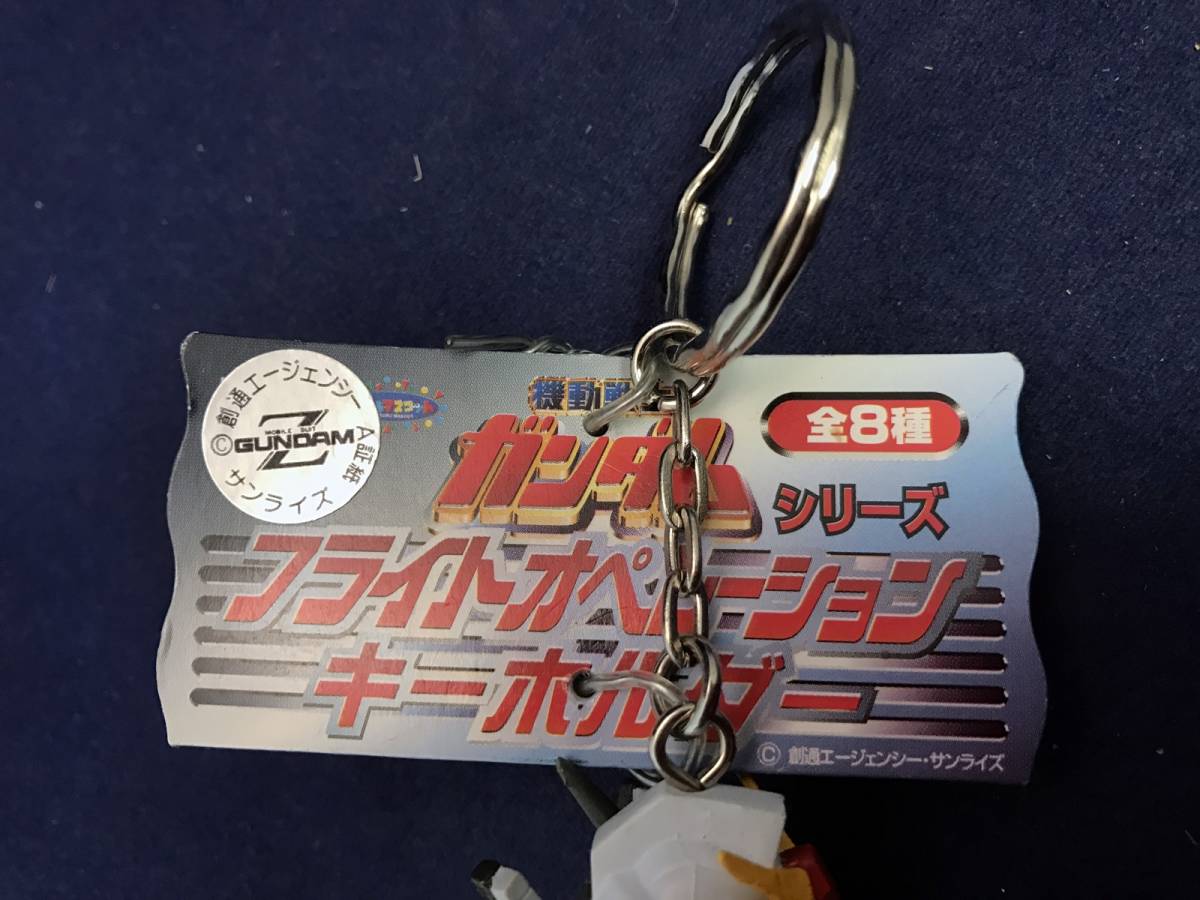 創通エージェンシー
A証紙
MOBILE SUIT
Z
©GUNDAM
サンライズ
機動戦
ガンダム
全8種
シリーズ
フライトオペレーション
キーホルダー
© 創通エージェンシー・サンライズ